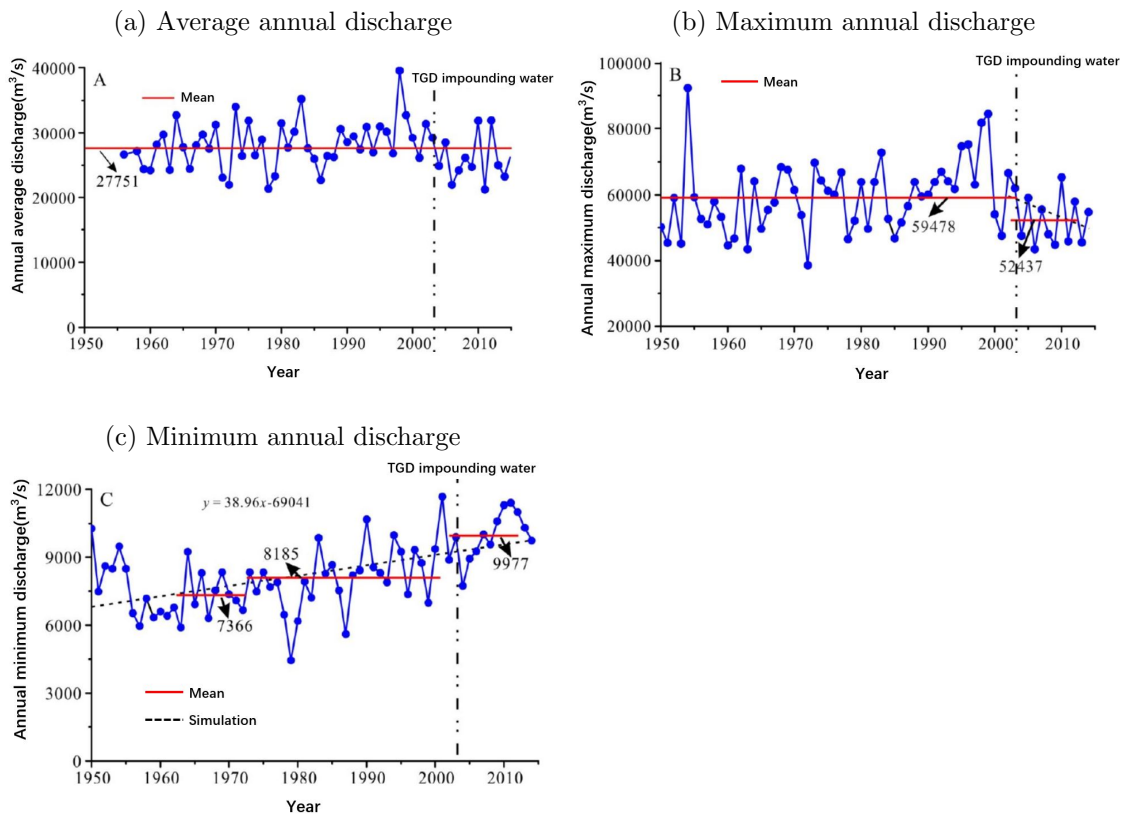 (a) Average annual discharge
Annual average discharge(m³/s)
40000
30000
20000
10000
0
A
Mean
TGD impounding water
27751
1950 1960 1970 1980 1990 2000 2010
Year
(b) Maximum annual discharge
Annual maximum discharge(m³/s)
100000
80000
60000
40000
20000
B
Mean
TGD impounding water
59478
52437
1950 1960 1970 1980 1990 2000 2010
Year
(c) Minimum annual discharge
Annual minimum discharge(m³/s)
12000
9000
6000
3000
0
C
TGD impounding water
y = 38.96x-69041
8185
9977
7366
Mean
Simulation
1950 1960 1970 1980 1990 2000 2010
Year